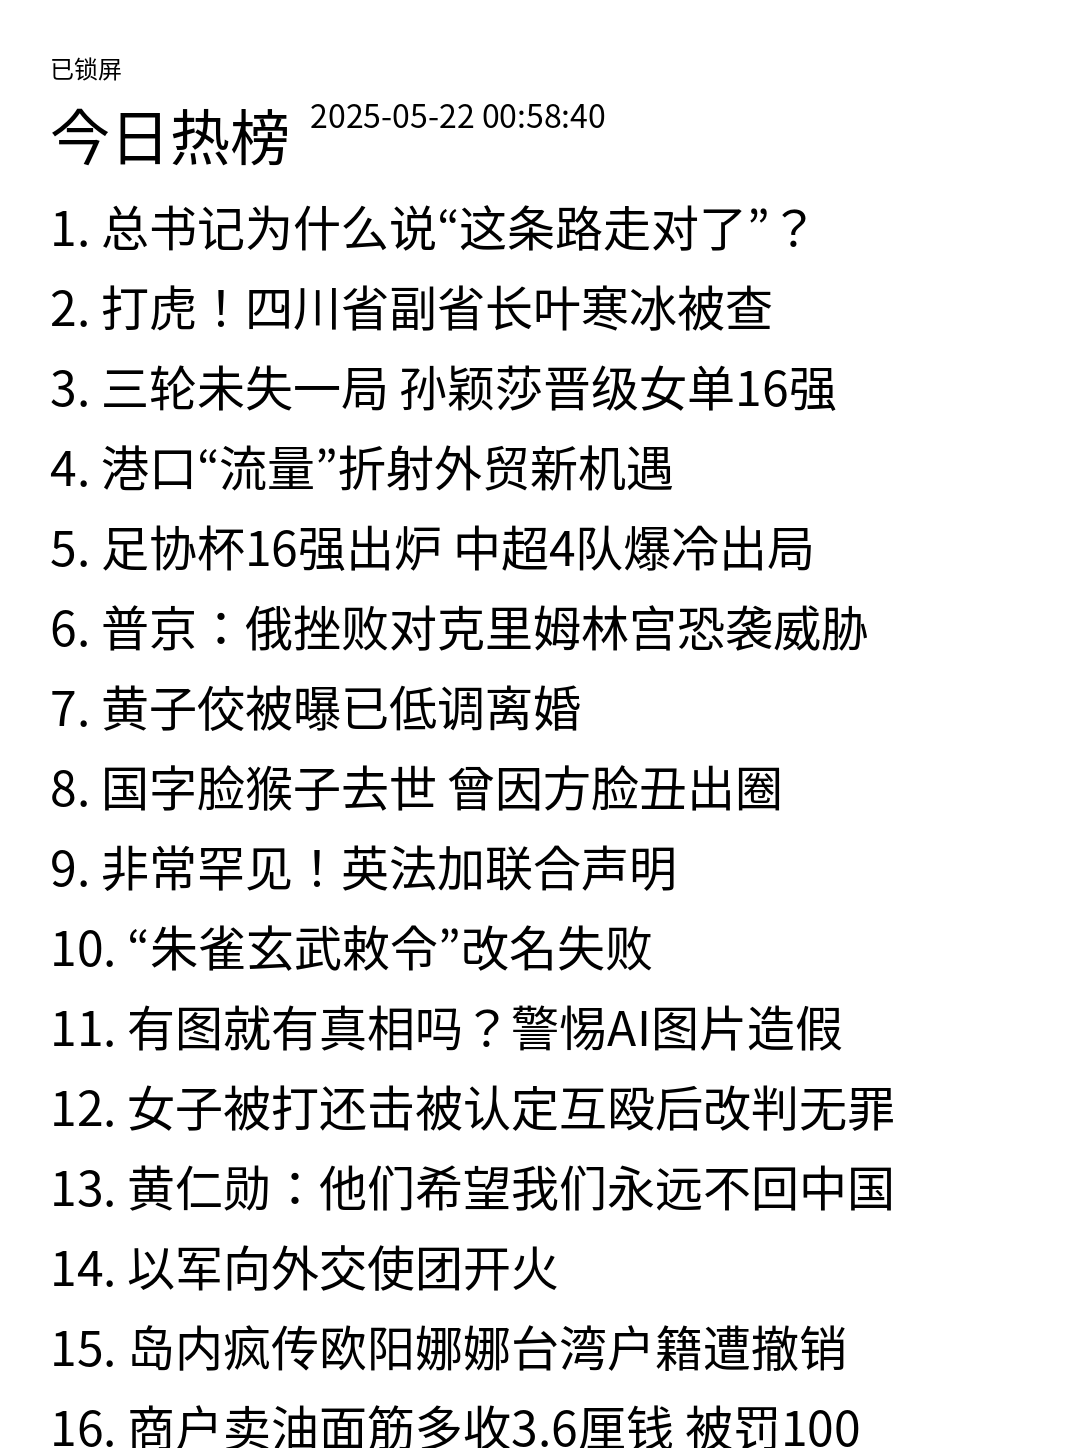 已锁屏
今日热榜 2025-05-22 00:58:40
1. 总书记为什么说“这条路走对了”？
2. 打虎！四川省副省长叶寒冰被查
3. 三轮未失一局 孙颖莎晋级女单16强
4. 港口“流量”折射外贸新机遇
5. 足协杯16强出炉 中超4队爆冷出局
6. 普京：俄挫败对克里姆林宫恐袭威胁
7. 黄子佼被曝已低调离婚
8. 国字脸猴子去世 曾因方脸丑出圈
9. 非常罕见！英法加联合声明
10. “朱雀玄武敕令”改名失败
11. 有图就有真相吗？警惕AI图片造假
12. 女子被打还击被认定互殴后改判无罪
13. 黄仁勋：他们希望我们永远不回中国
14. 以军向外交使团开火
15. 岛内疯传欧阳娜娜台湾户籍遭撤销
16. 商户卖油面筋多收3.6厘钱 被罚100